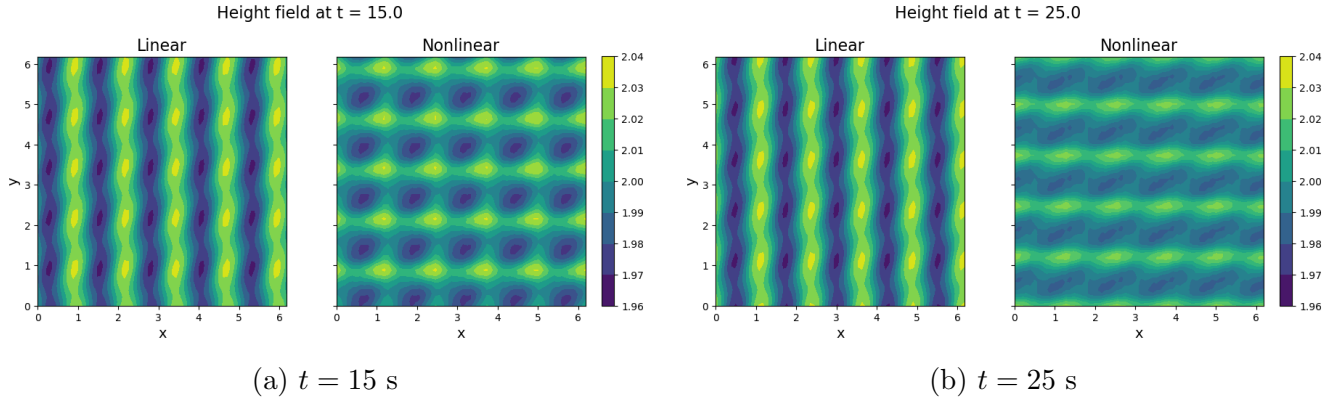 Height field at t = 15.0
Linear
Nonlinear
6
5
4
3
2
1
0
y
0 1 2 3 4 5 6
x
0 1 2 3 4 5 6
x
2.04
2.03
2.02
2.01
2.00
1.99
1.98
1.97
1.96
(a) t = 15 s
Height field at t = 25.0
Linear
Nonlinear
6
5
4
3
2
1
0
y
0 1 2 3 4 5 6
x
0 1 2 3 4 5 6
x
2.04
2.03
2.02
2.01
2.00
1.99
1.98
1.97
1.96
(b) t = 25 s